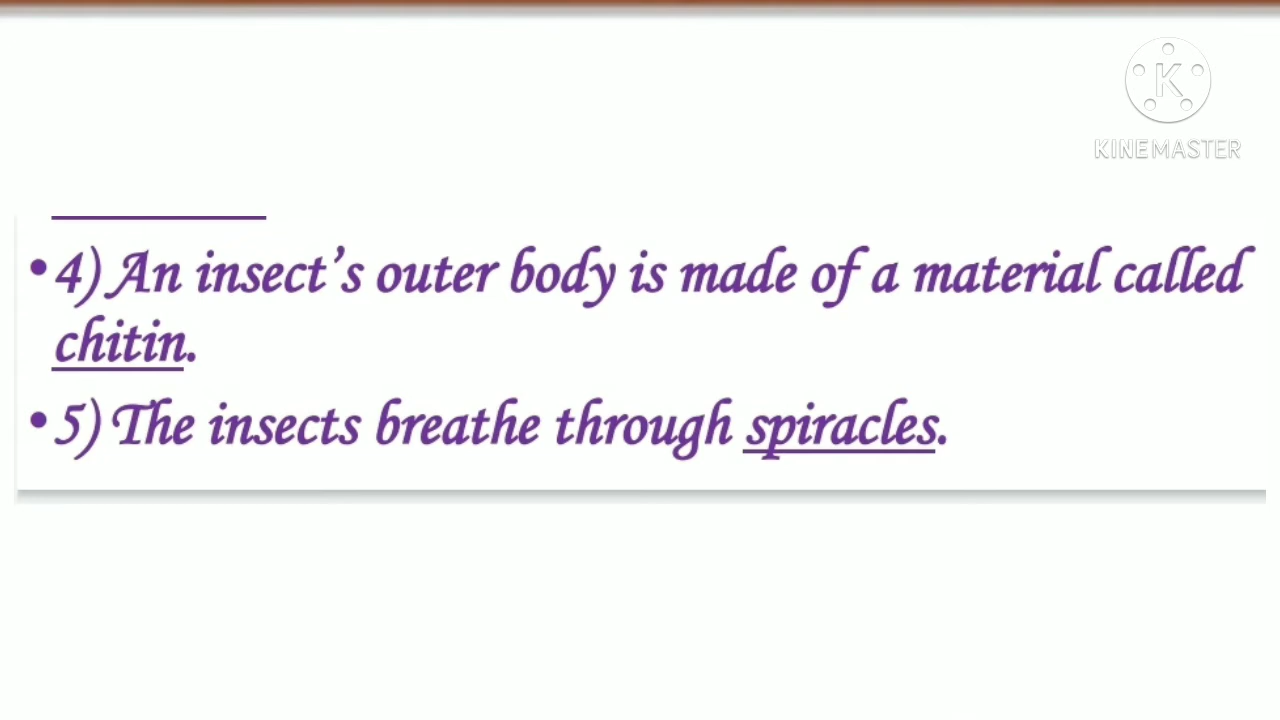 K
KINEMASTER
•4) An insect’s outer body is made of a material called
chitin.
•5) The insects breathe through spiracles.